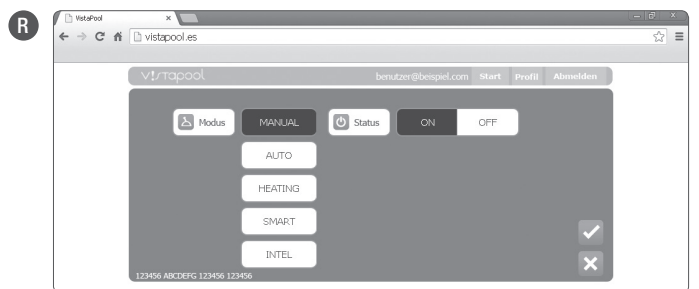 R
VistaPool
vistapool.es
v!stapool benutzer@beispiel.com Start Profil Abmelden
Modus MANUAL Status ON OFF
AUTO
HEATING
SMART
INTEL
123456 ABCDEFG 123456 123456